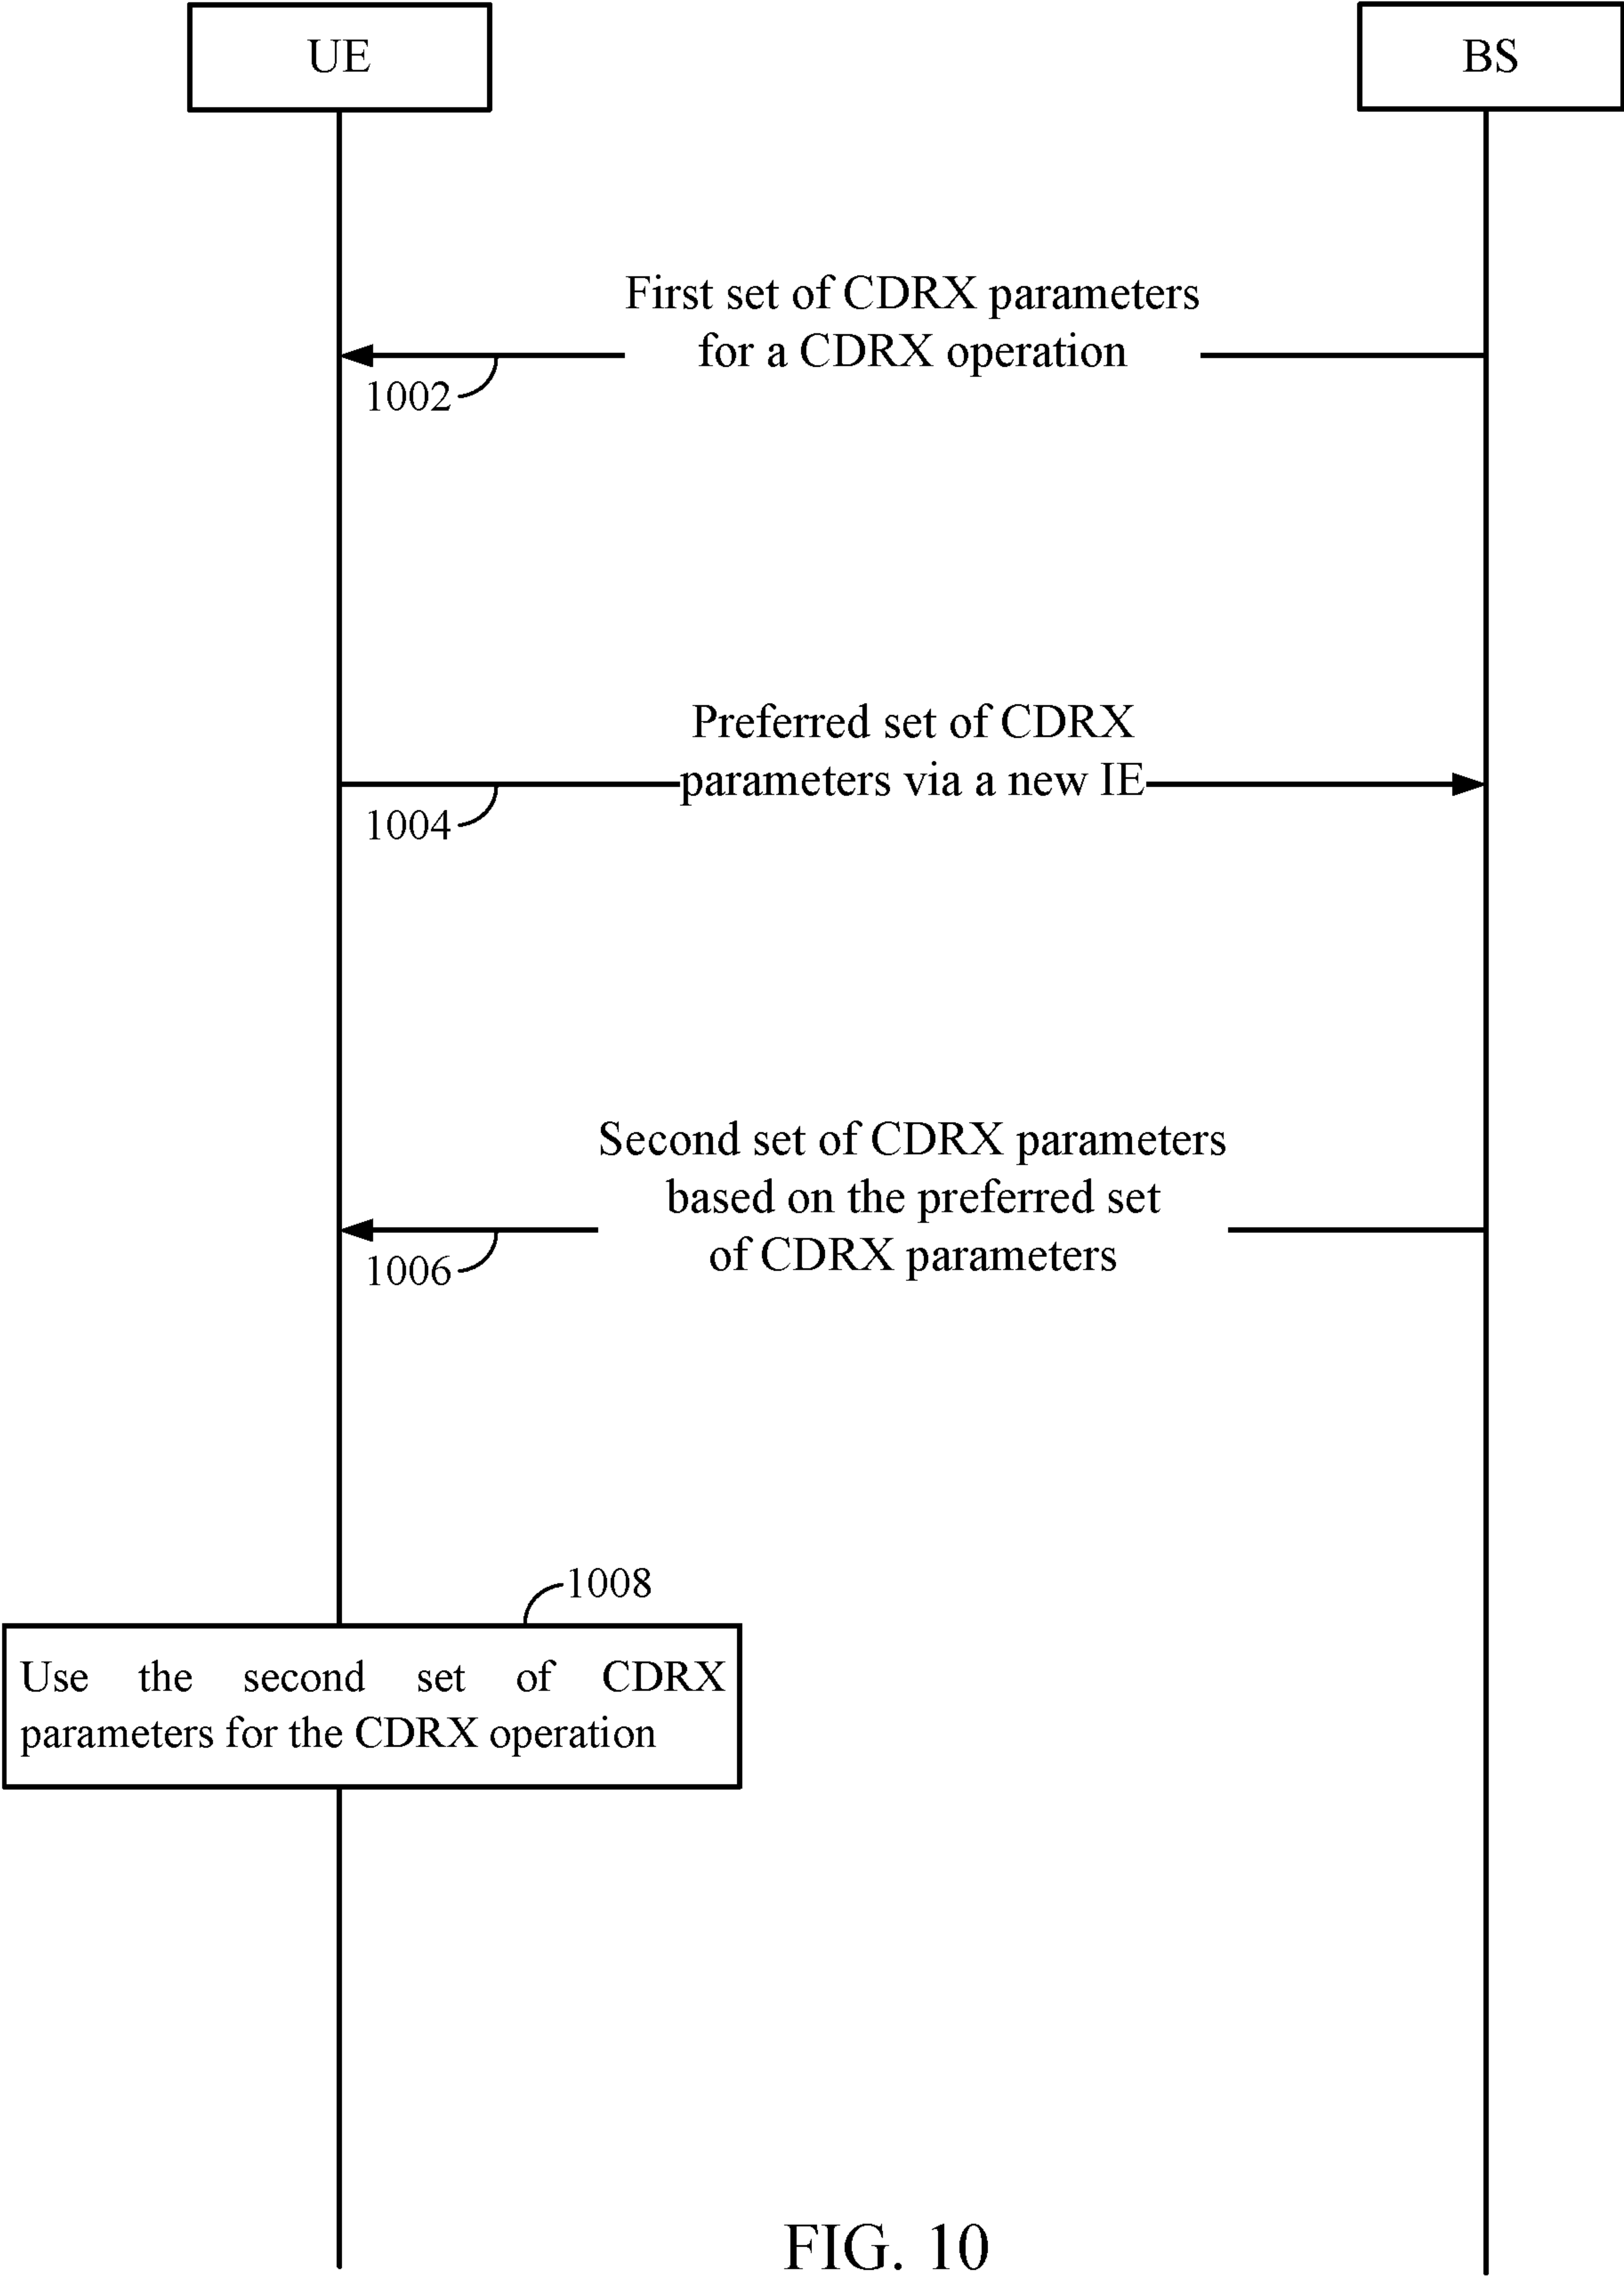 UE
BS
First set of CDRX parameters
for a CDRX operation
1002
Preferred set of CDRX
parameters via a new IE
1004
Second set of CDRX parameters
based on the preferred set
of CDRX parameters
1006
1008
Use the second set of CDRX
parameters for the CDRX operation
FIG. 10